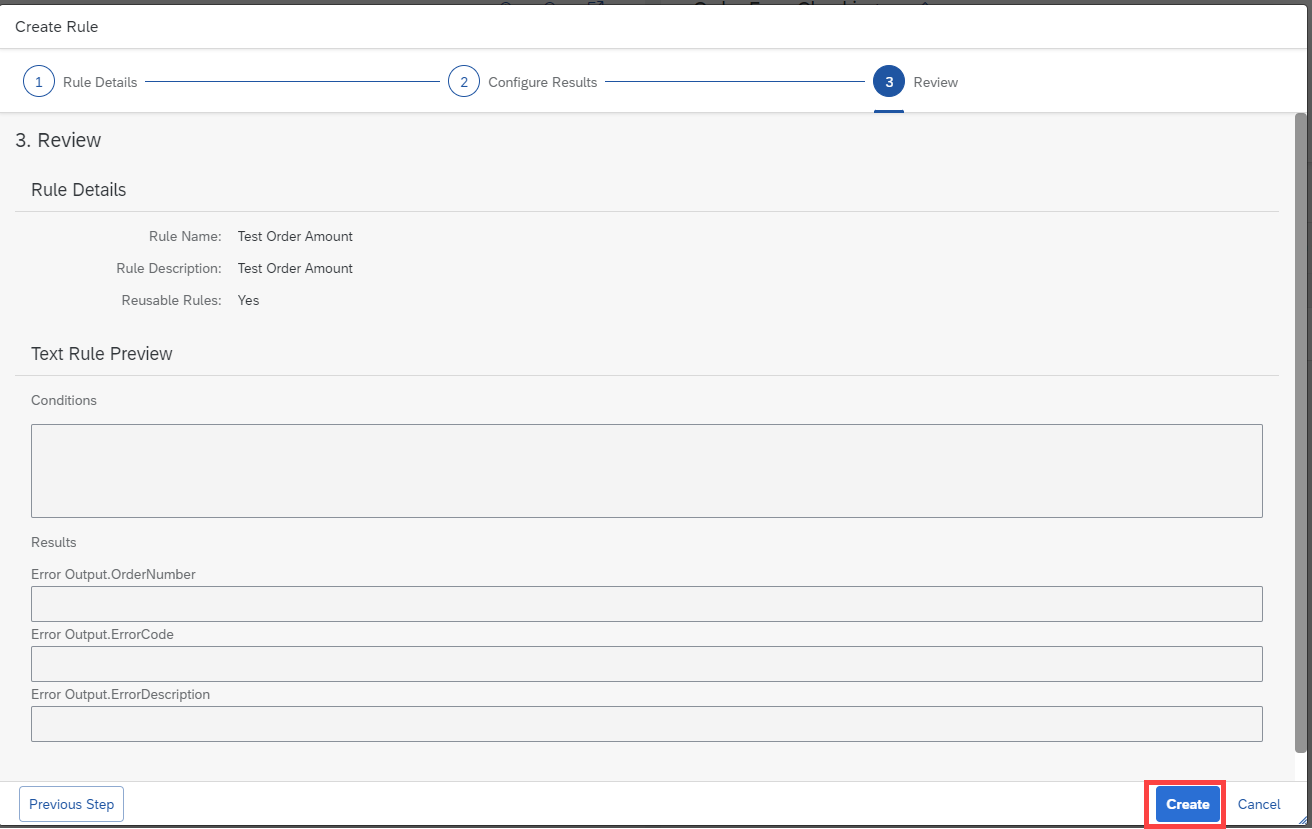 Create Rule
1 Rule Details 2 Configure Results 3 Review
3. Review
Rule Details
Rule Name: Test Order Amount
Rule Description: Test Order Amount
Reusable Rules: Yes
Text Rule Preview
Conditions
Results
Error Output.OrderNumber
Error Output.ErrorCode
Error Output.ErrorDescription
Previous Step Create Cancel